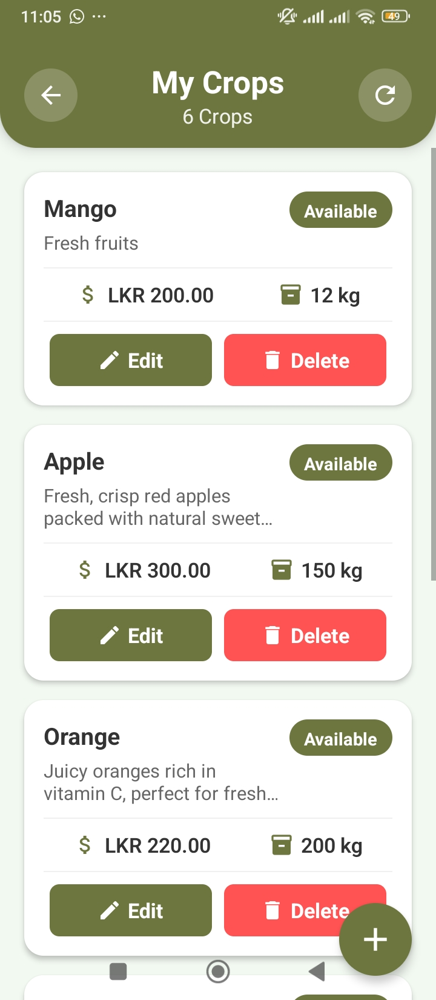 11:05 ... 49
My Crops
6 Crops
Mango Available
Fresh fruits
$ LKR 200.00 12 kg
Edit Delete
Apple Available
Fresh, crisp red apples
packed with natural sweet...
$ LKR 300.00 150 kg
Edit Delete
Orange Available
Juicy oranges rich in
vitamin C, perfect for fresh...
$ LKR 220.00 200 kg
Edit Delete
+